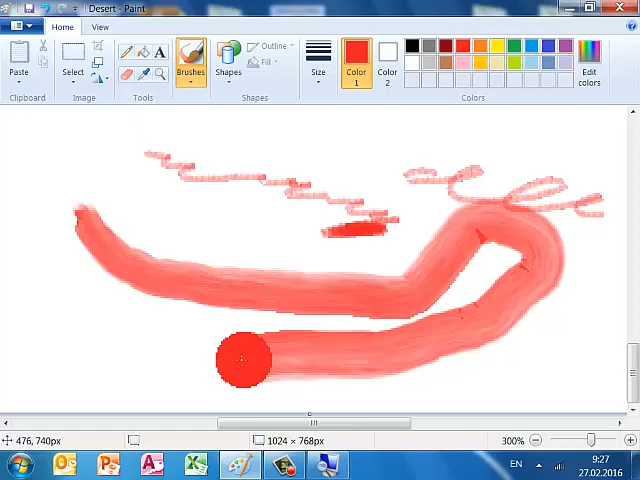 Desert - Paint
Home
View
Paste
Select
Brushes
Shapes
Outline
Fill
Size
Color
1
Color
2
Edit
colors
Clipboard
Image
Tools
Shapes
Colors
476, 740px
1024 × 768px
300%
EN
9:27
27.02.2016